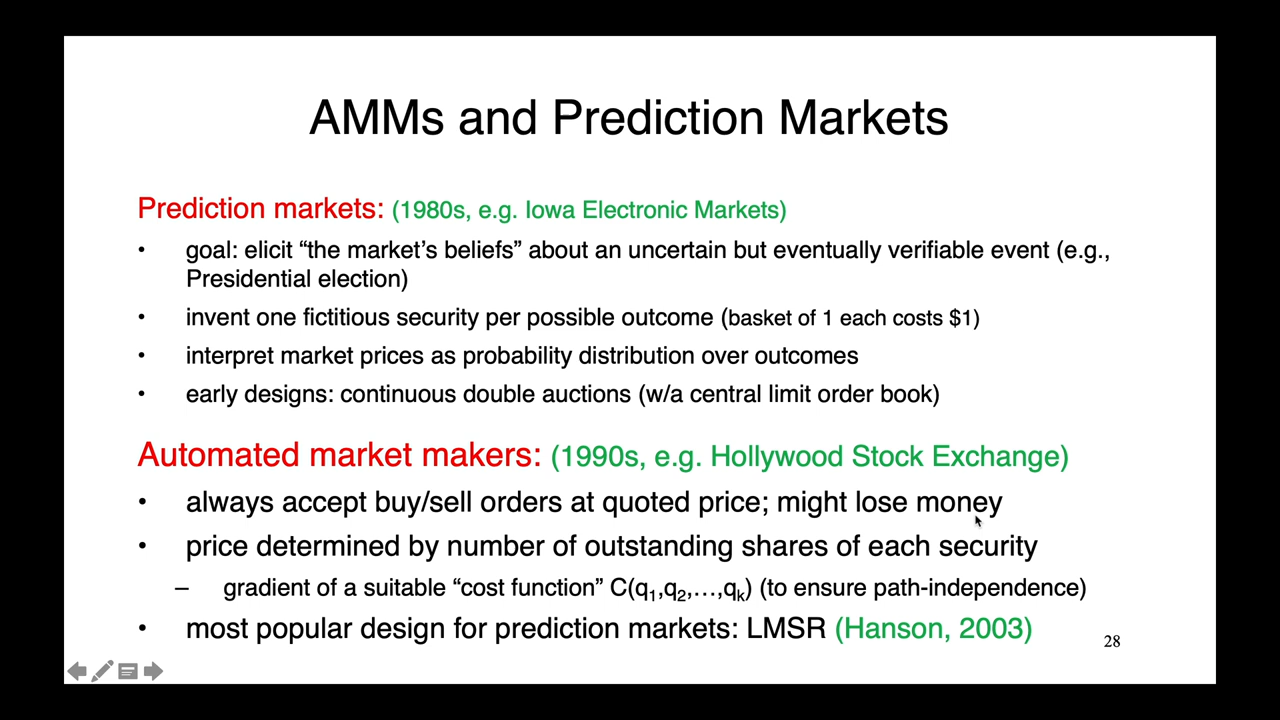 AMMs and Prediction Markets
Prediction markets: (1980s, e.g. Iowa Electronic Markets)
• goal: elicit “the market’s beliefs” about an uncertain but eventually verifiable event (e.g.,
Presidential election)
• invent one fictitious security per possible outcome (basket of 1 each costs $1)
• interpret market prices as probability distribution over outcomes
• early designs: continuous double auctions (w/a central limit order book)
Automated market makers: (1990s, e.g. Hollywood Stock Exchange)
• always accept buy/sell orders at quoted price; might lose money
• price determined by number of outstanding shares of each security
– gradient of a suitable “cost function” C(q1,q2,…,qk) (to ensure path-independence)
• most popular design for prediction markets: LMSR (Hanson, 2003)
28